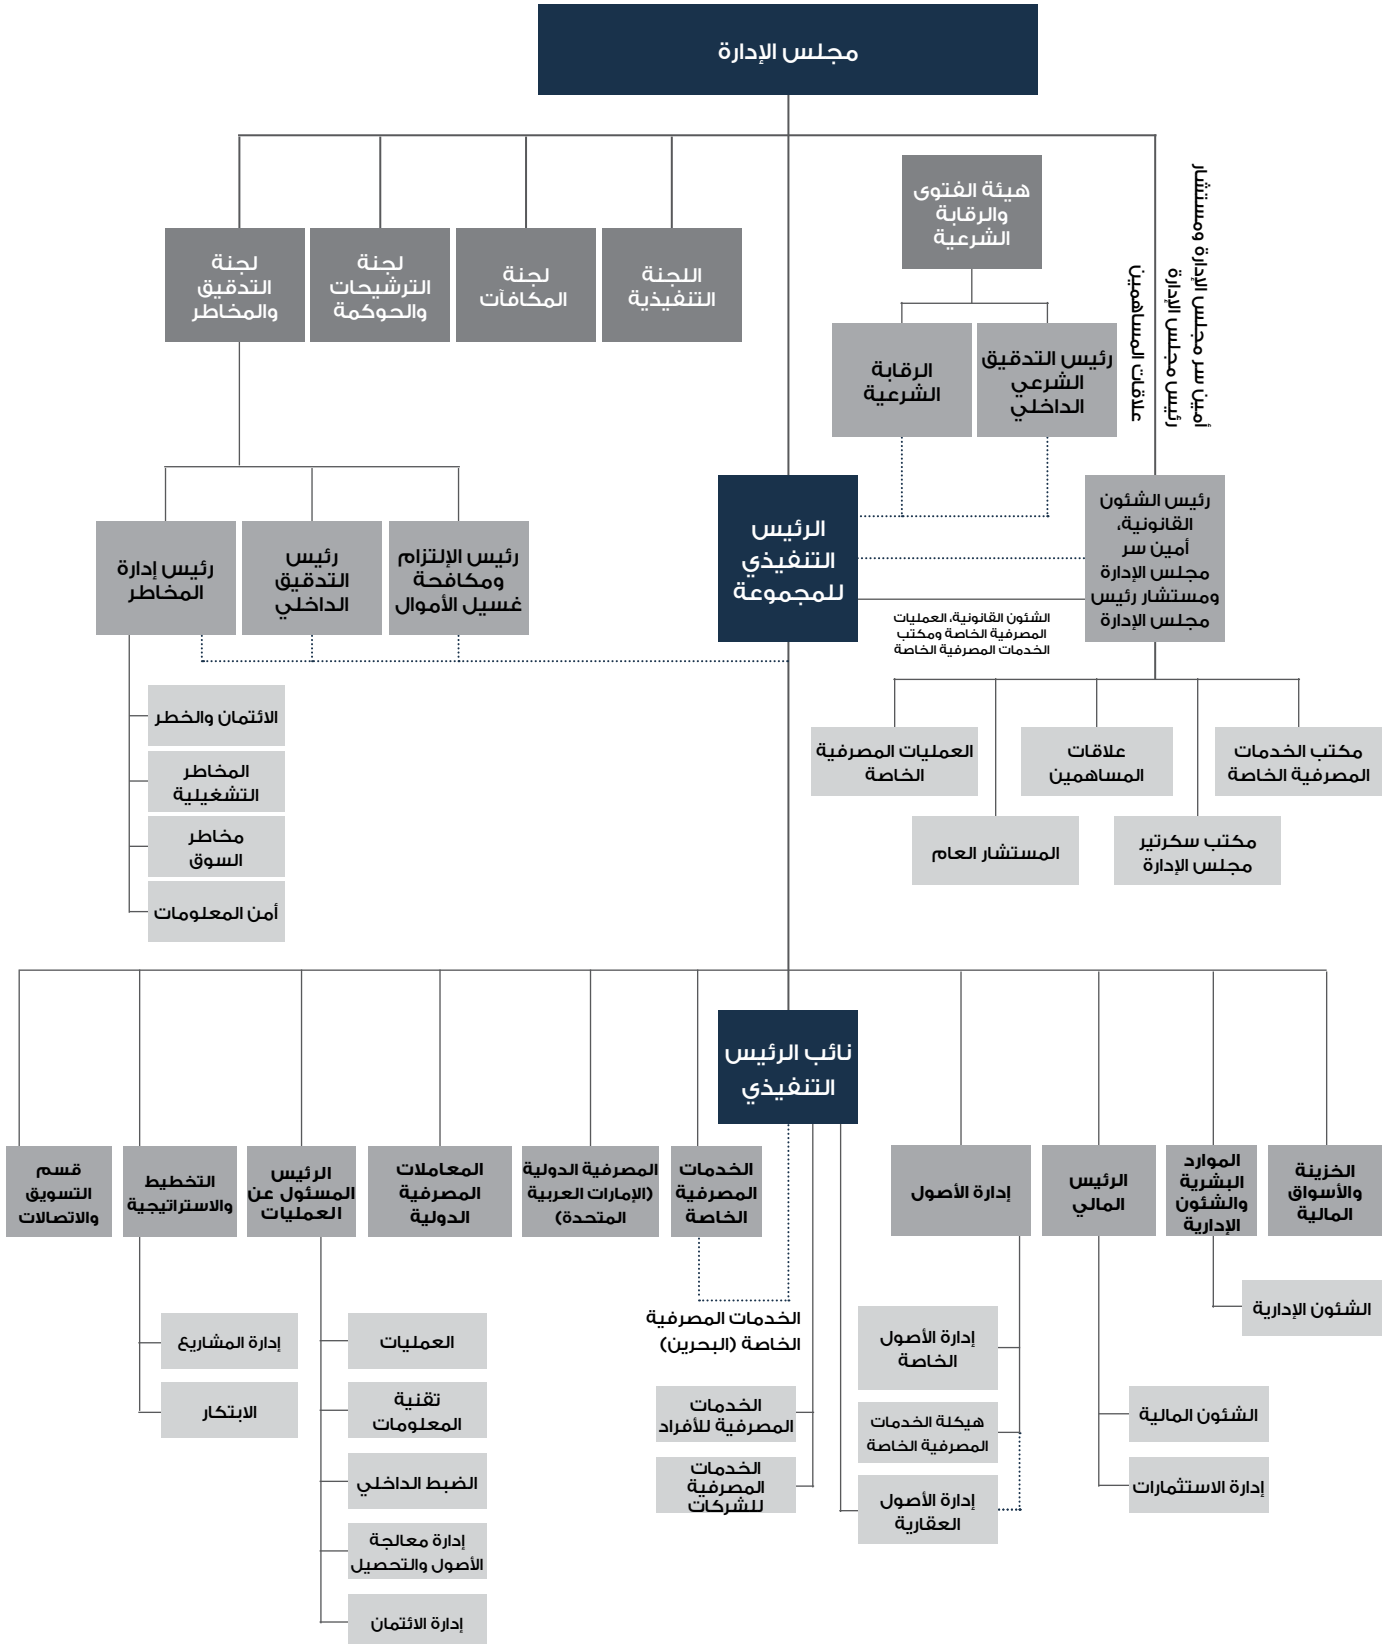 مجلس الإدارة
هيئة الفتوى
والرقابة
الشرعية
أمين سر مجلس الإدارة ومستشار
رئيس مجلس الإدارة
علاقات المساهمين
اللجنة
التنفيذية
لجنة
المكافآت
لجنة
الترشيحات
والحوكمة
لجنة
التدقيق
والمخاطر
رئيس التدقيق
الشرعي
الداخلي
الرقابة
الشرعية
رئيس الشئون
القانونية،
أمين سر
مجلس الإدارة
ومستشار رئيس
مجلس الإدارة
الرئيس
التنفيذي
للمجموعة
الشئون القانونية، العمليات
المصرفية الخاصة ومكتب
الخدمات المصرفية الخاصة
رئيس الإلتزام
ومكافحة
غسيل الأموال
رئيس
التدقيق
الداخلي
رئيس إدارة
المخاطر
الائتمان والخطر
المخاطر
التشغيلية
مخاطر
السوق
أمن المعلومات
مكتب الخدمات
المصرفية الخاصة
علاقات
المساهمين
العمليات المصرفية
الخاصة
مكتب سكرتير
مجلس الإدارة
المستشار العام
نائب الرئيس
التنفيذي
الخزينة
والأسواق
المالية
الموارد
البشرية
والشئون
الإدارية
الرئيس
المالي
إدارة الأصول
الخدمات
المصرفية
الخاصة
المصرفية الدولية
(الإمارات العربية
المتحدة)
المعاملات
المصرفية
الدولية
الرئيس
المسئول عن
العمليات
التخطيط
والاستراتيجية
قسم
التسويق
والاتصالات
الشئون الإدارية
الشئون المالية
إدارة الاستثمارات
إدارة الأصول
الخاصة
هيكلة الخدمات
المصرفية الخاصة
إدارة الأصول
العقارية
الخدمات المصرفية
الخاصة (البحرين)
الخدمات
المصرفية للأفراد
الخدمات
المصرفية
للشركات
العمليات
تقنية
المعلومات
الضبط الداخلي
إدارة معالجة
الأصول والتحصيل
إدارة الائتمان
إدارة المشاريع
الابتكار